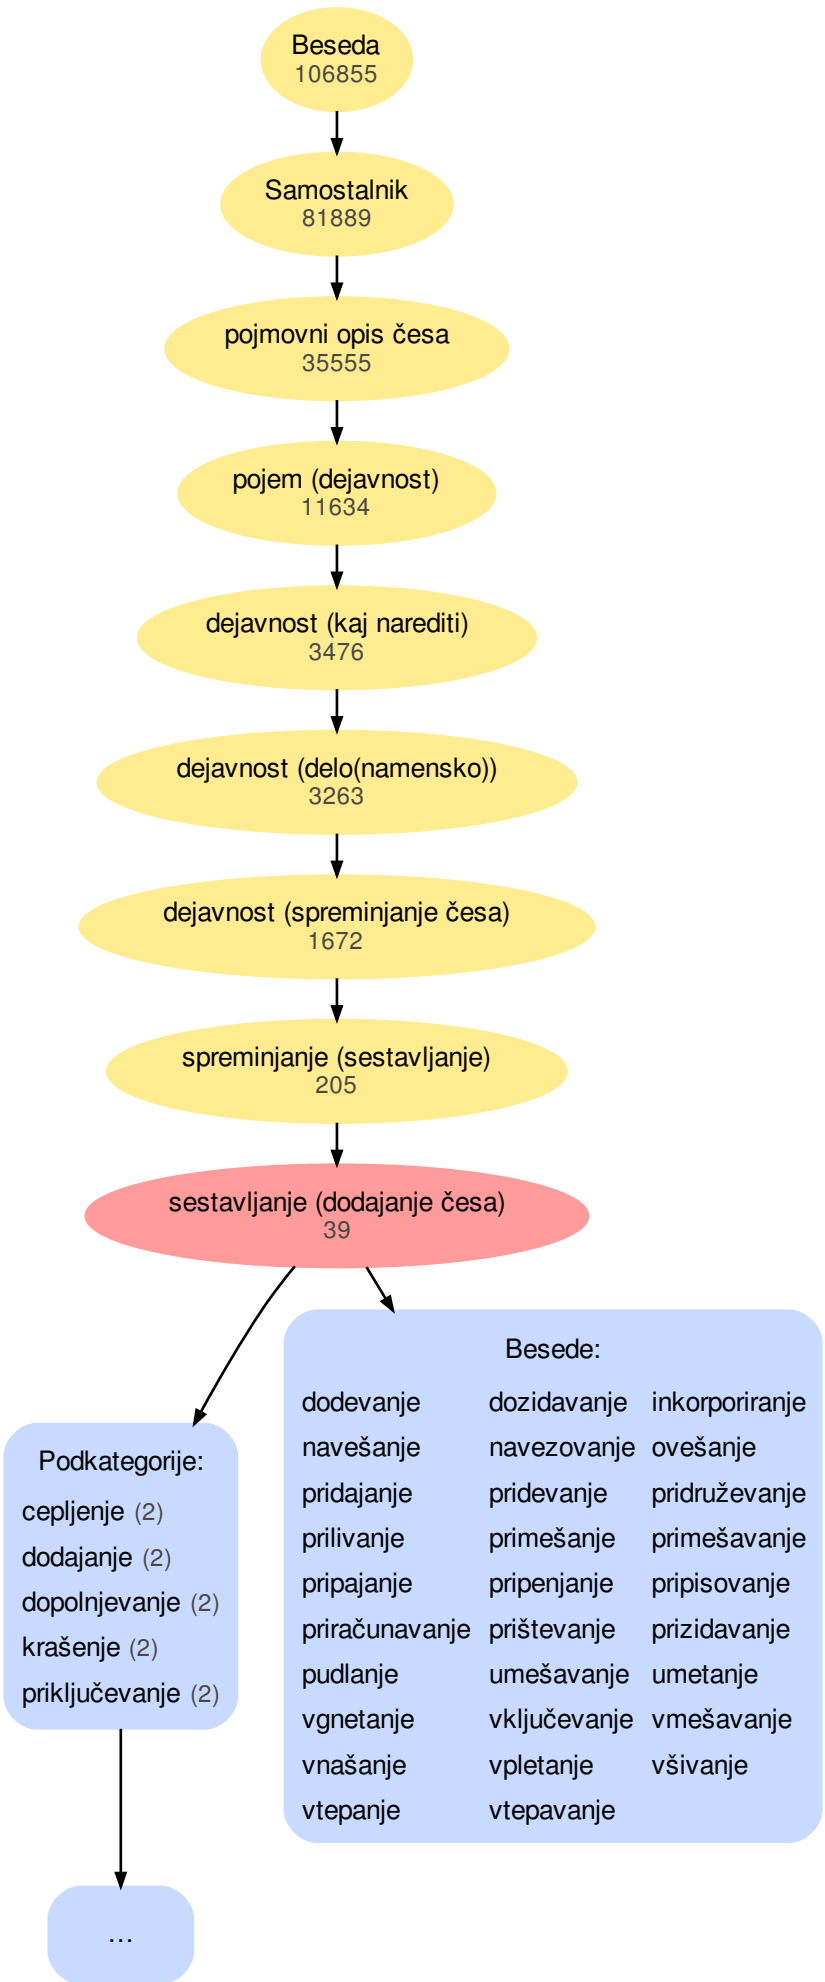 Beseda
106855
Samostalnik
81889
pojmovni opis česa
35555
pojem (dejavnost)
11634
dejavnost (kaj narediti)
3476
dejavnost (delo(namensko))
3263
dejavnost (spreminjanje česa)
1672
spreminjanje (sestavljanje)
205
sestavljanje (dodajanje česa)
39
Podkategorije:
cepljenje (2)
dodajanje (2)
dopolnjevanje (2)
krašenje (2)
priključevanje (2)
...
Besede:
dodevanje dozidavanje inkorporiranje
navešanje navezovanje ovešanje
pridajanje pridevanje pridruževanje
prilivanje primešanje primešavanje
pripajanje pripenjanje pripisovanje
priračunavanje prištevanje prizidavanje
pudlanje umešavanje umetanje
vgnetanje vključevanje vmešavanje
vnašanje vpletanje všivanje
vtepanje vtepavanje